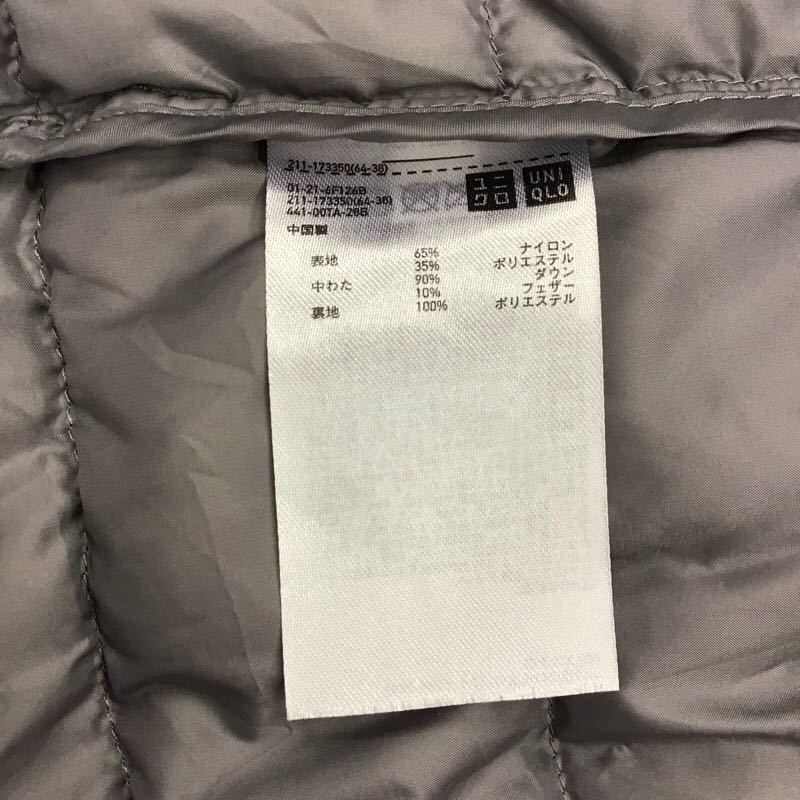 211-173350(64-38)
01-21-6F126B
211-173350(64-38)
441-00TA-28B
ユニ
クロ
UNI
QLO
中国製
表地 65% ナイロン
35% ポリエステル
中わた 90% ダウン
10% フェザー
裏地 100% ポリエステル